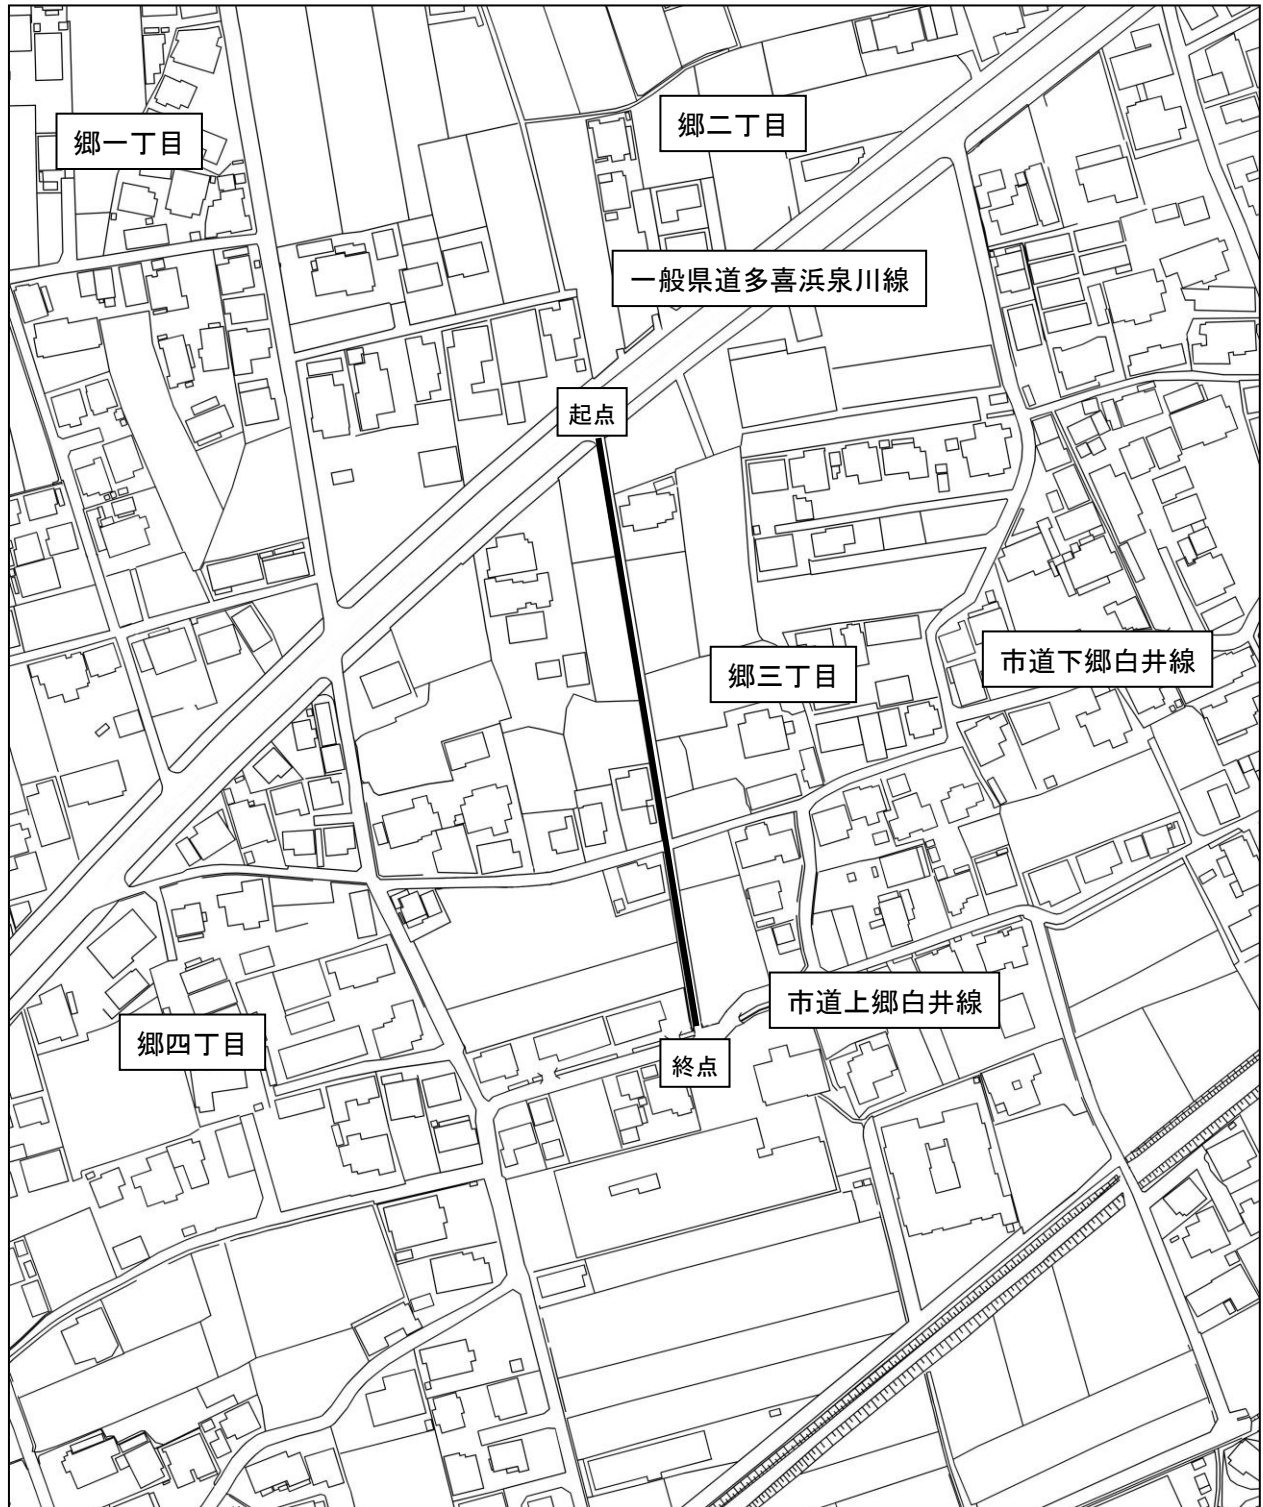 郷二丁目
郷一丁目
一般県道多喜浜泉川線
起点
市道下郷白井線
郷三丁目
市道上郷白井線
郷四丁目
終点